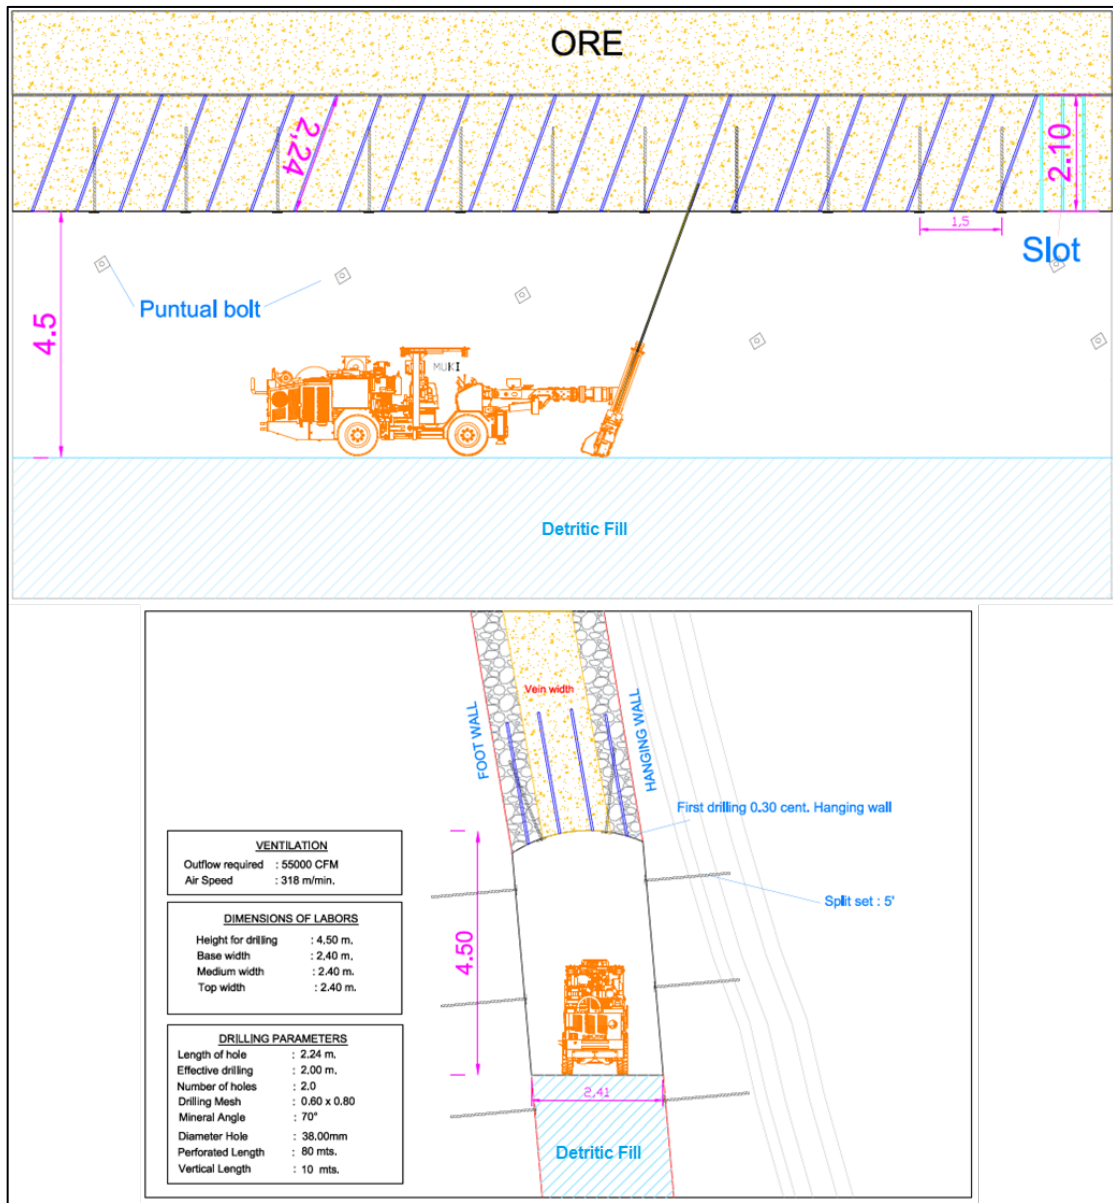 ORE
2,24
2.10
1,5
Slot
Puntual bolt
4.5
MUKI
Detritic Fill
Vein width
FOOT WALL
HANGING WALL
First drilling 0.30 cent. Hanging wall
VENTILATION
Outflow required : 55000 CFM
Air Speed : 318 m/min.
Split set : 5'
DIMENSIONS OF LABORS
Height for drilling : 4,50 m.
Base width : 2,40 m.
Medium width : 2.40 m.
Top width : 2.40 m.
4.50
DRILLING PARAMETERS
Length of hole : 2.24 m.
Effective drilling : 2.00 m.
Number of holes : 2.0
Drilling Mesh : 0.60 x 0.80
Mineral Angle : 70°
Diameter Hole : 38.00mm
Perforated Length : 80 mts.
Vertical Length : 10 mts.
2,41
Detritic Fill